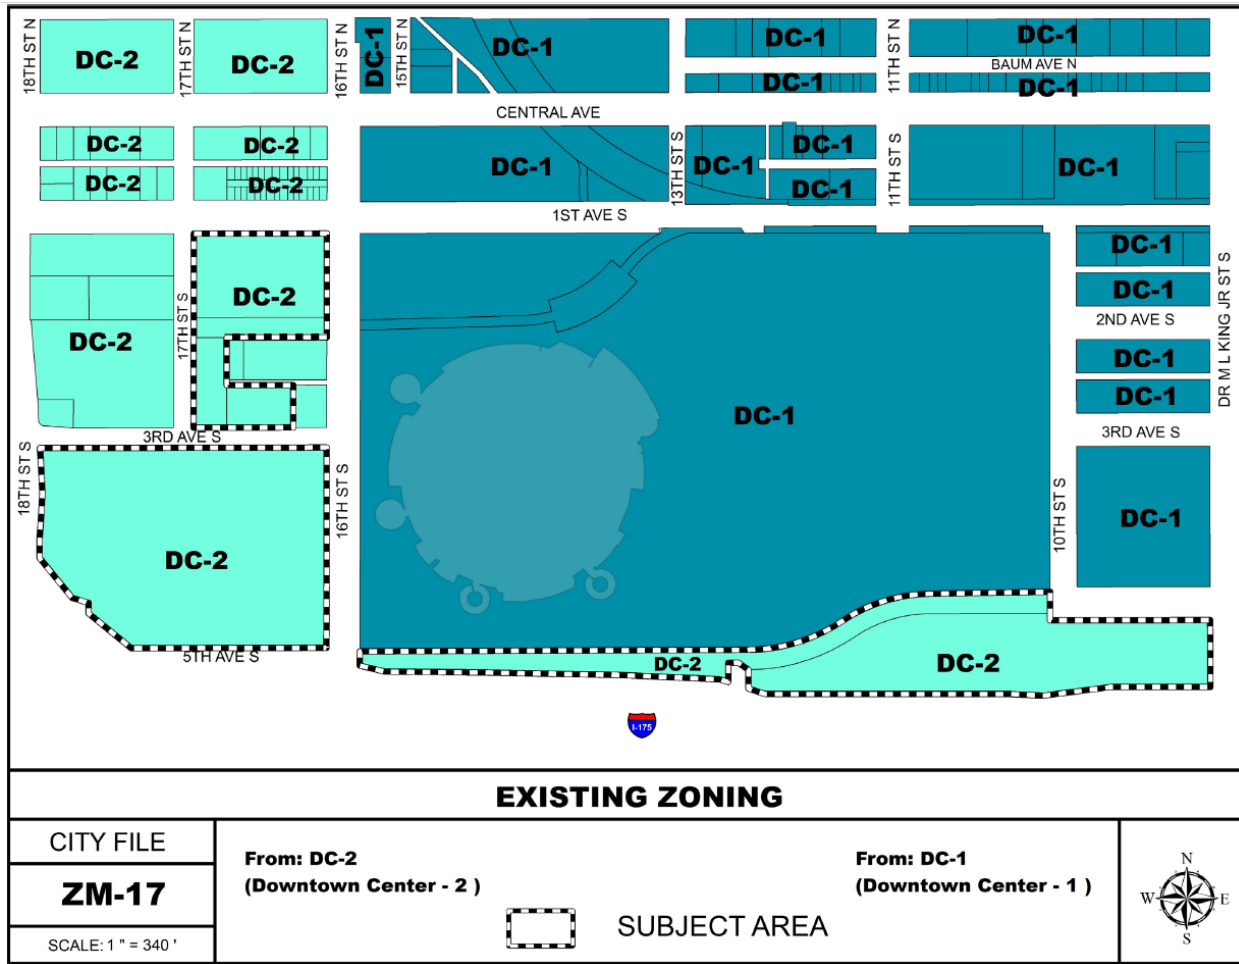 18TH ST N
DC-2
17TH ST N
DC-2
16TH ST N
DC-1
15TH ST N
DC-1
DC-1
11TH ST N
DC-1
BAUM AVE N
DC-1
DC-1
CENTRAL AVE
DC-2
DC-2
DC-2
DC-2
DC-1
13TH ST S
DC-1
DC-1
DC-1
11TH ST S
DC-1
1ST AVE S
DC-2
17TH ST S
DC-2
DC-1
DC-1
DC-1
2ND AVE S
DC-1
DC-1
DR M L KING JR ST S
3RD AVE S
3RD AVE S
18TH ST S
DC-2
16TH ST S
10TH ST S
DC-1
5TH AVE S
DC-2
DC-2
I-175
EXISTING ZONING
CITY FILE
ZM-17
SCALE: 1 " = 340 '
From: DC-2
(Downtown Center - 2 )
From: DC-1
(Downtown Center - 1 )
SUBJECT AREA
N
W
E
S